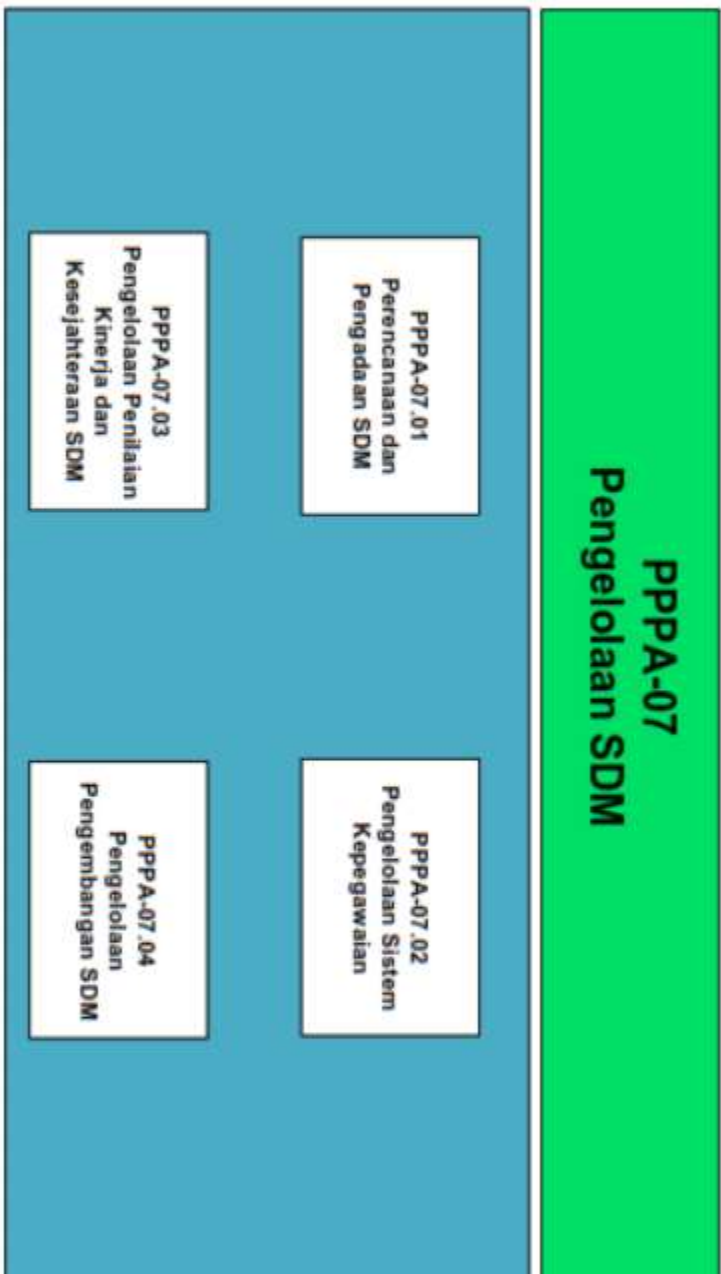 PPPA-07
Pengelolaan SDM
PPPA-07.01
Perencanaan dan
Pengadaan SDM
PPPA-07.02
Pengelolaan Sistem
Kepegawaian
PPPA-07.03
Pengelolaan Penilaian
Kinerja dan
Kesejahteraan SDM
PPPA-07.04
Pengelolaan
Pengembangan SDM